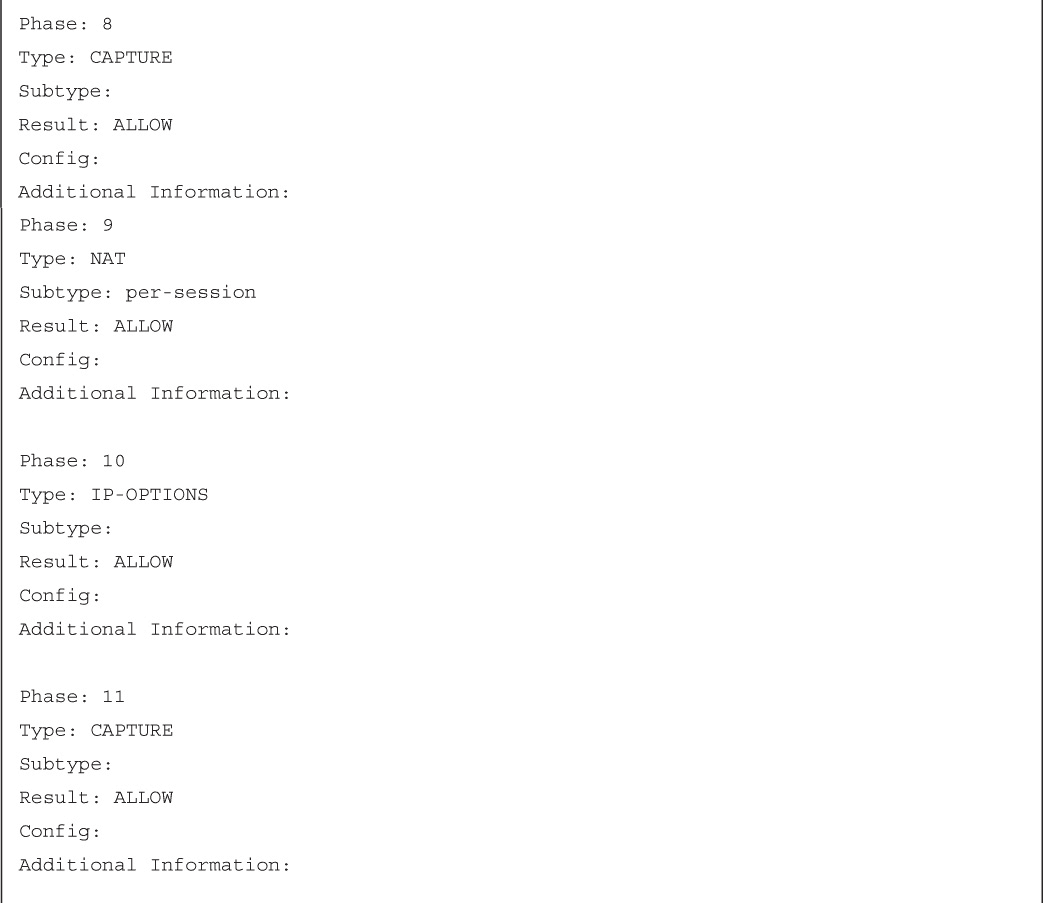 Phase: 8
Type: CAPTURE
Subtype:
Result: ALLOW
Config:
Additional Information:
Phase: 9
Type: NAT
Subtype: per-session
Result: ALLOW
Config:
Additional Information:
Phase: 10
Type: IP-OPTIONS
Subtype:
Result: ALLOW
Config:
Additional Information:
Phase: 11
Type: CAPTURE
Subtype:
Result: ALLOW
Config:
Additional Information: